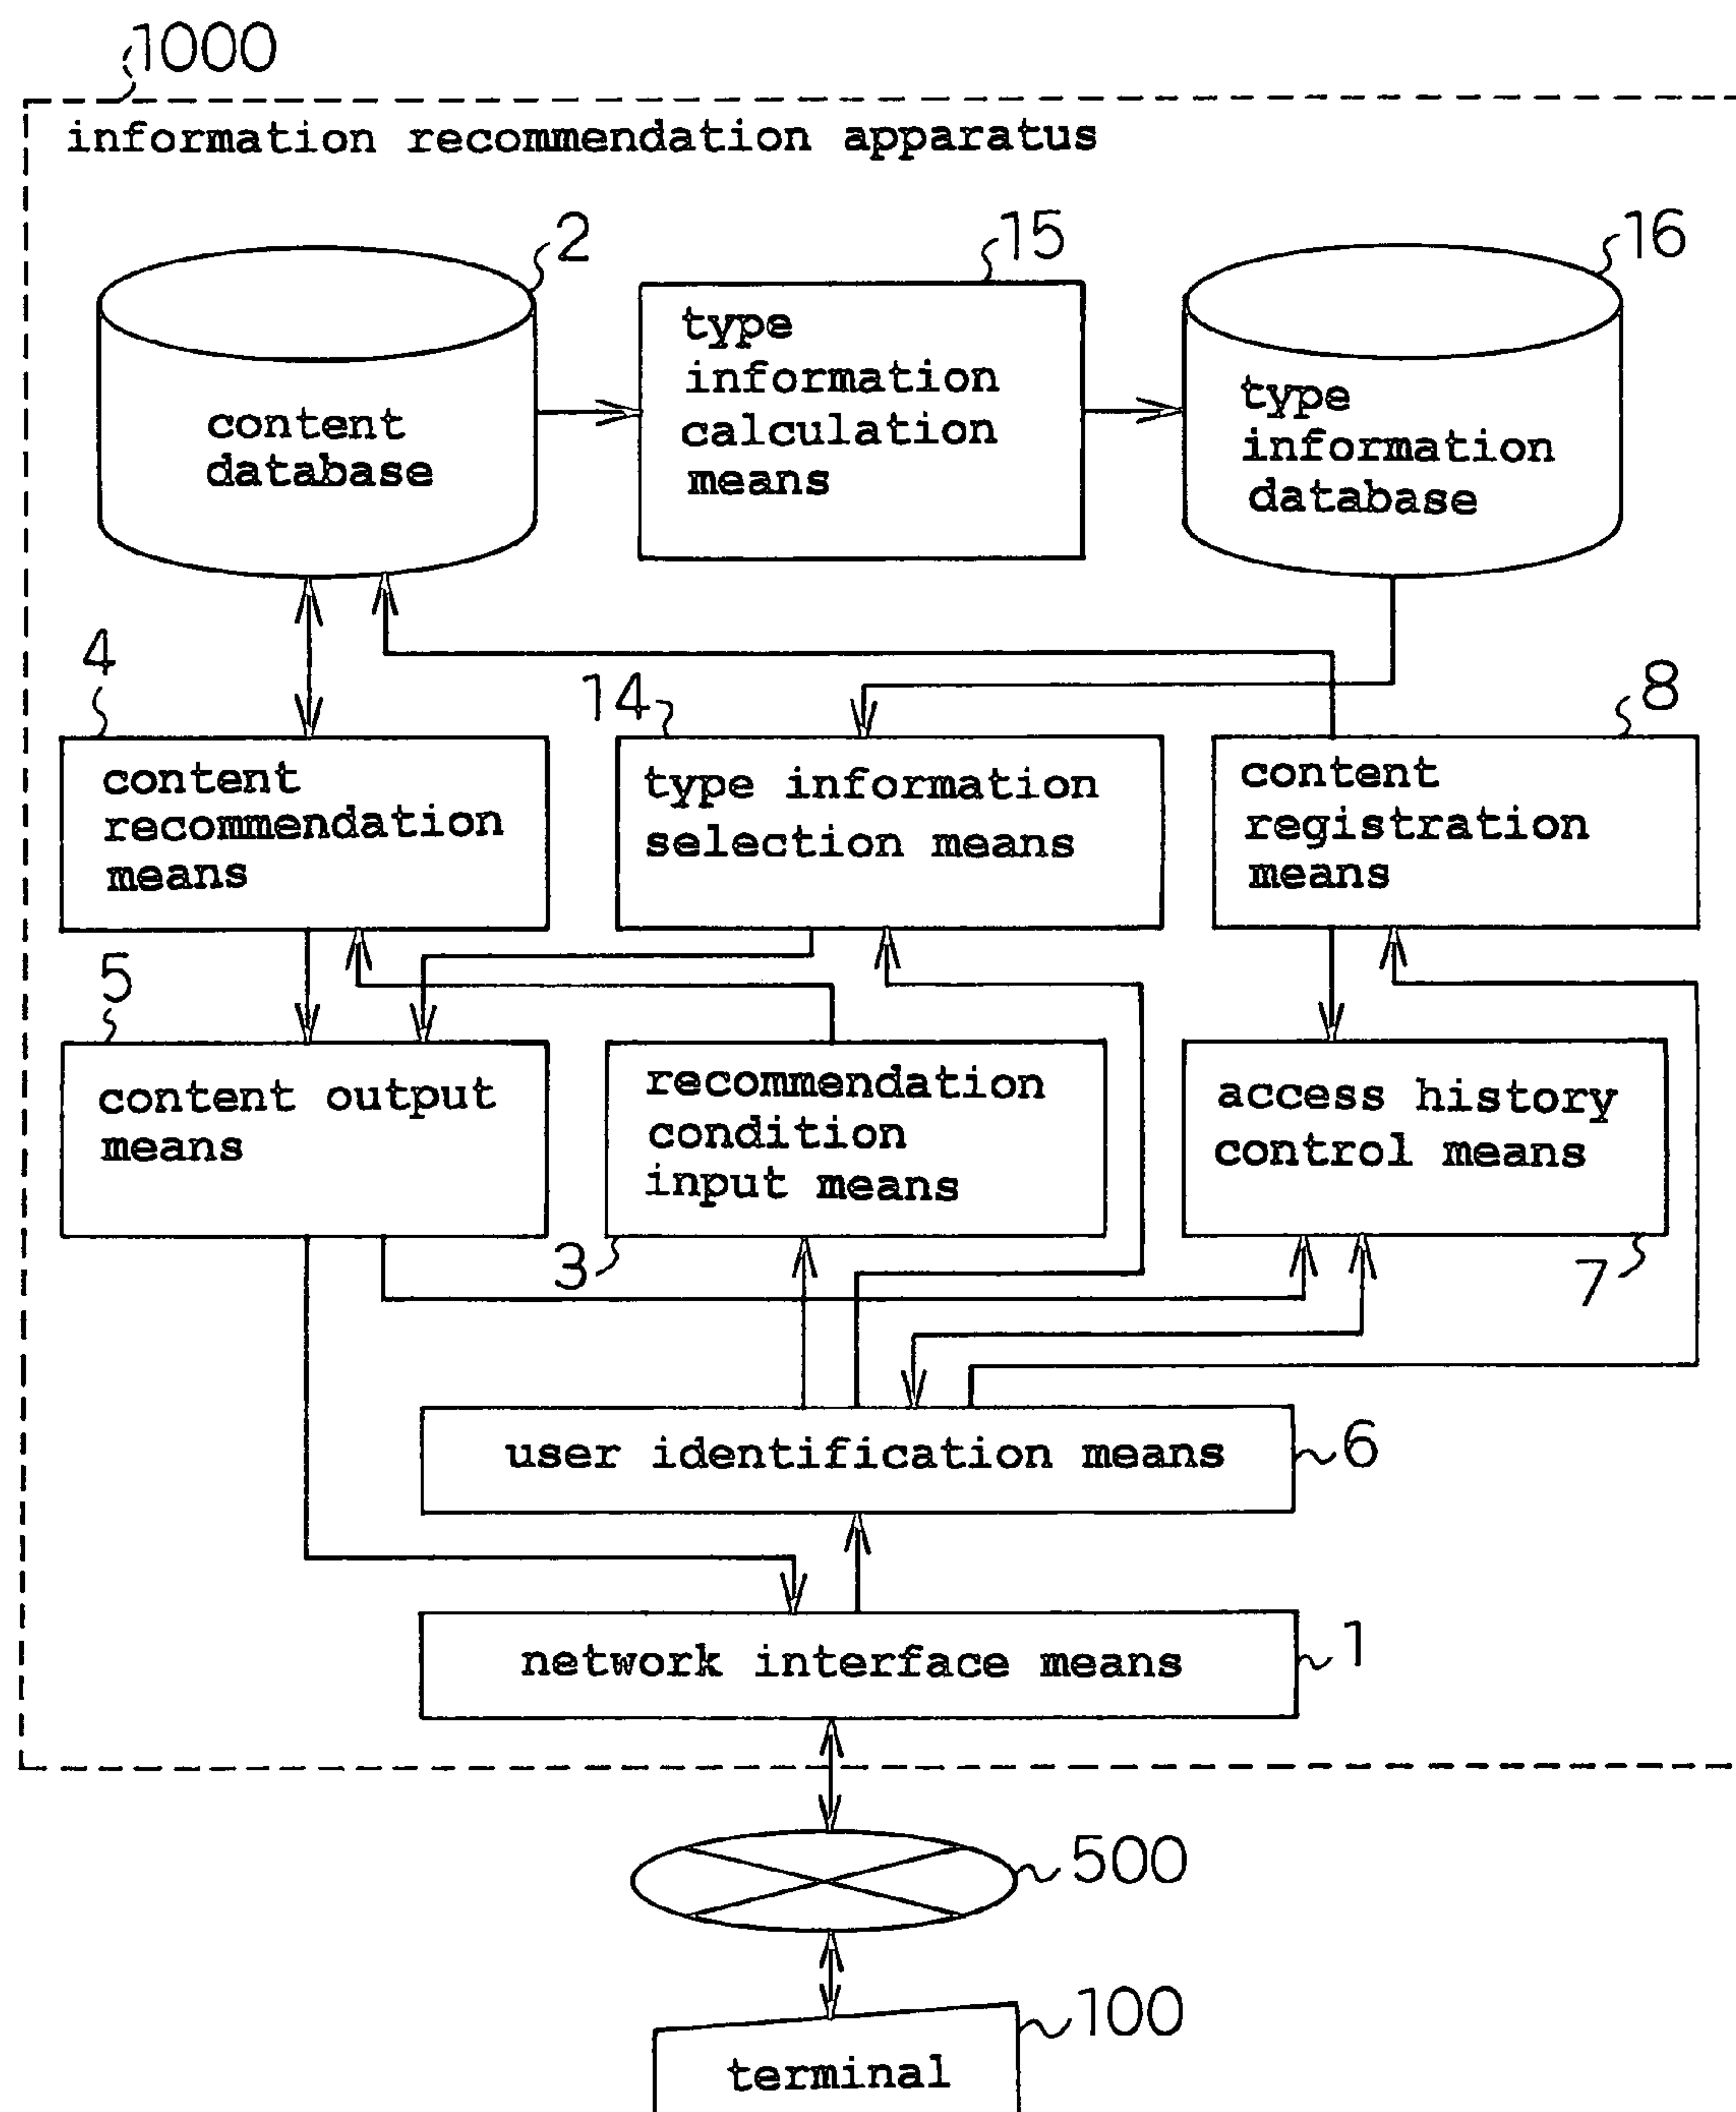 1000
information recommendation apparatus
2
15
16
type
information
calculation
means
content
database
type
information
database
4
14
8
content
recommendation
means
type information
selection means
content
registration
means
5
content output
means
recommendation
condition
input means
access history
control means
3
7
user identification means
6
network interface means
1
500
100
terminal